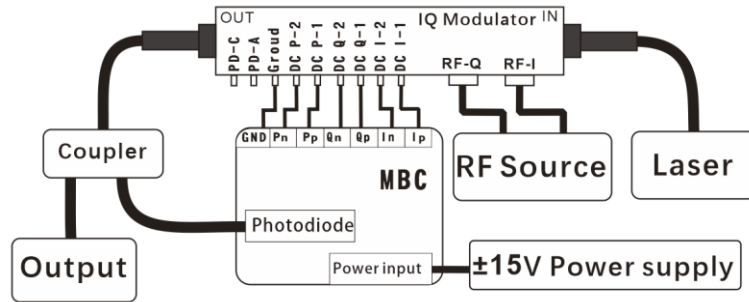 OUT
IQ Modulator
IN
PD-C
PD-A
Groud
DC P-2
DC P-1
DC Q-2
DC Q-1
DC I-2
DC I-1
RF-Q
RF-I
GND Pn Pp Qn Qp In Ip
Coupler
MBC
RF Source
Laser
Photodiode
Output
Power input
±15V Power supply